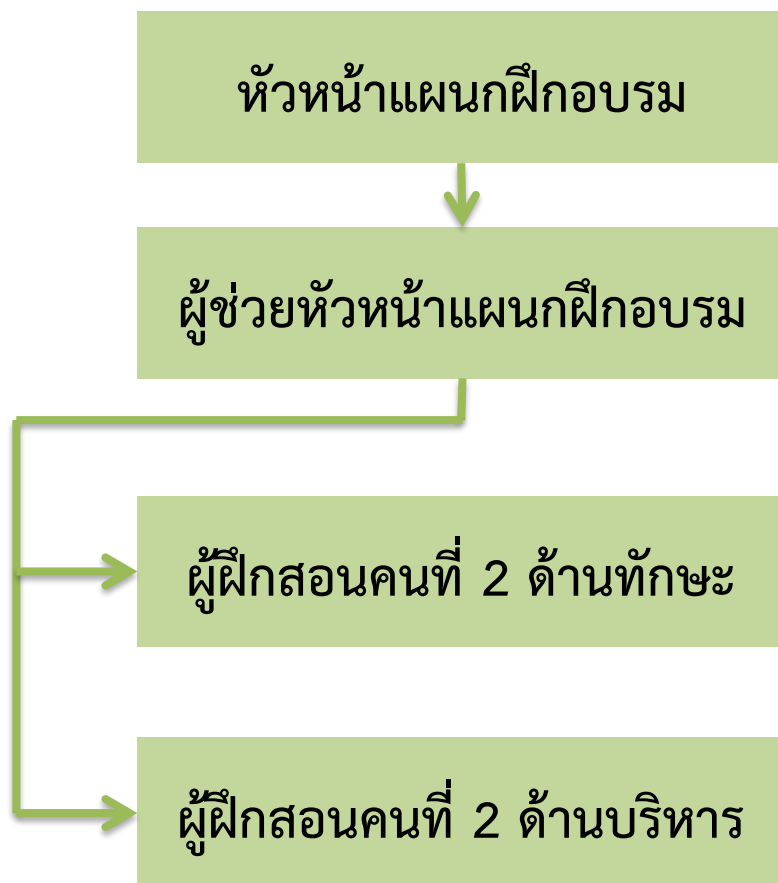 หัวหน้าแผนกฝึกอบรม
ผู้ช่วยหัวหน้าแผนกฝึกอบรม
ผู้ฝึกสอนคนที่ 2 ด้านทักษะ
ผู้ฝึกสอนคนที่ 2 ด้านบริหาร